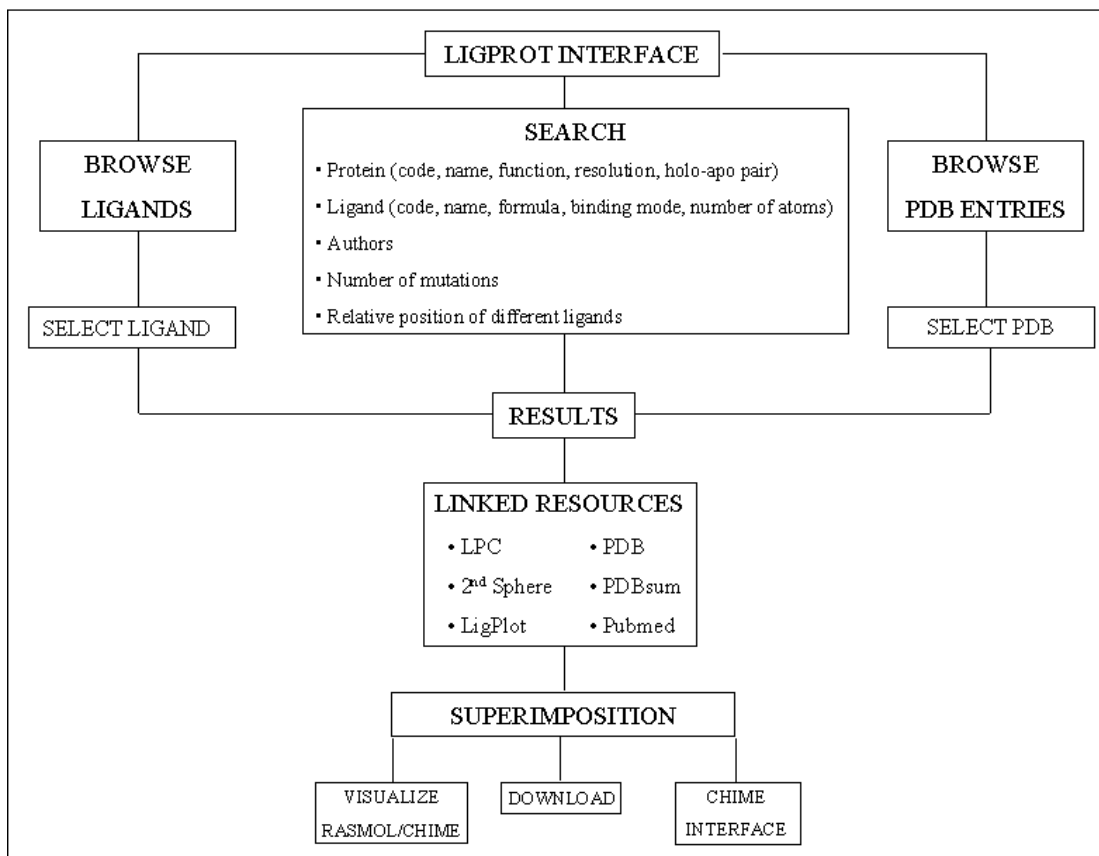 LIGPROT INTERFACE
BROWSE
LIGANDS
SELECT LIGAND
SEARCH
▪ Protein (code, name, function, resolution, holo-apo pair)
▪ Ligand (code, name, formula, binding mode, number of atoms)
▪ Authors
▪ Number of mutations
▪ Relative position of different ligands
BROWSE
PDB ENTRIES
SELECT PDB
RESULTS
LINKED RESOURCES
• LPC • PDB
• 2nd Sphere • PDBsum
• LigPlot • Pubmed
SUPERIMPOSITION
VISUALIZE
RASMOL/CHIME
DOWNLOAD
CHIME
INTERFACE